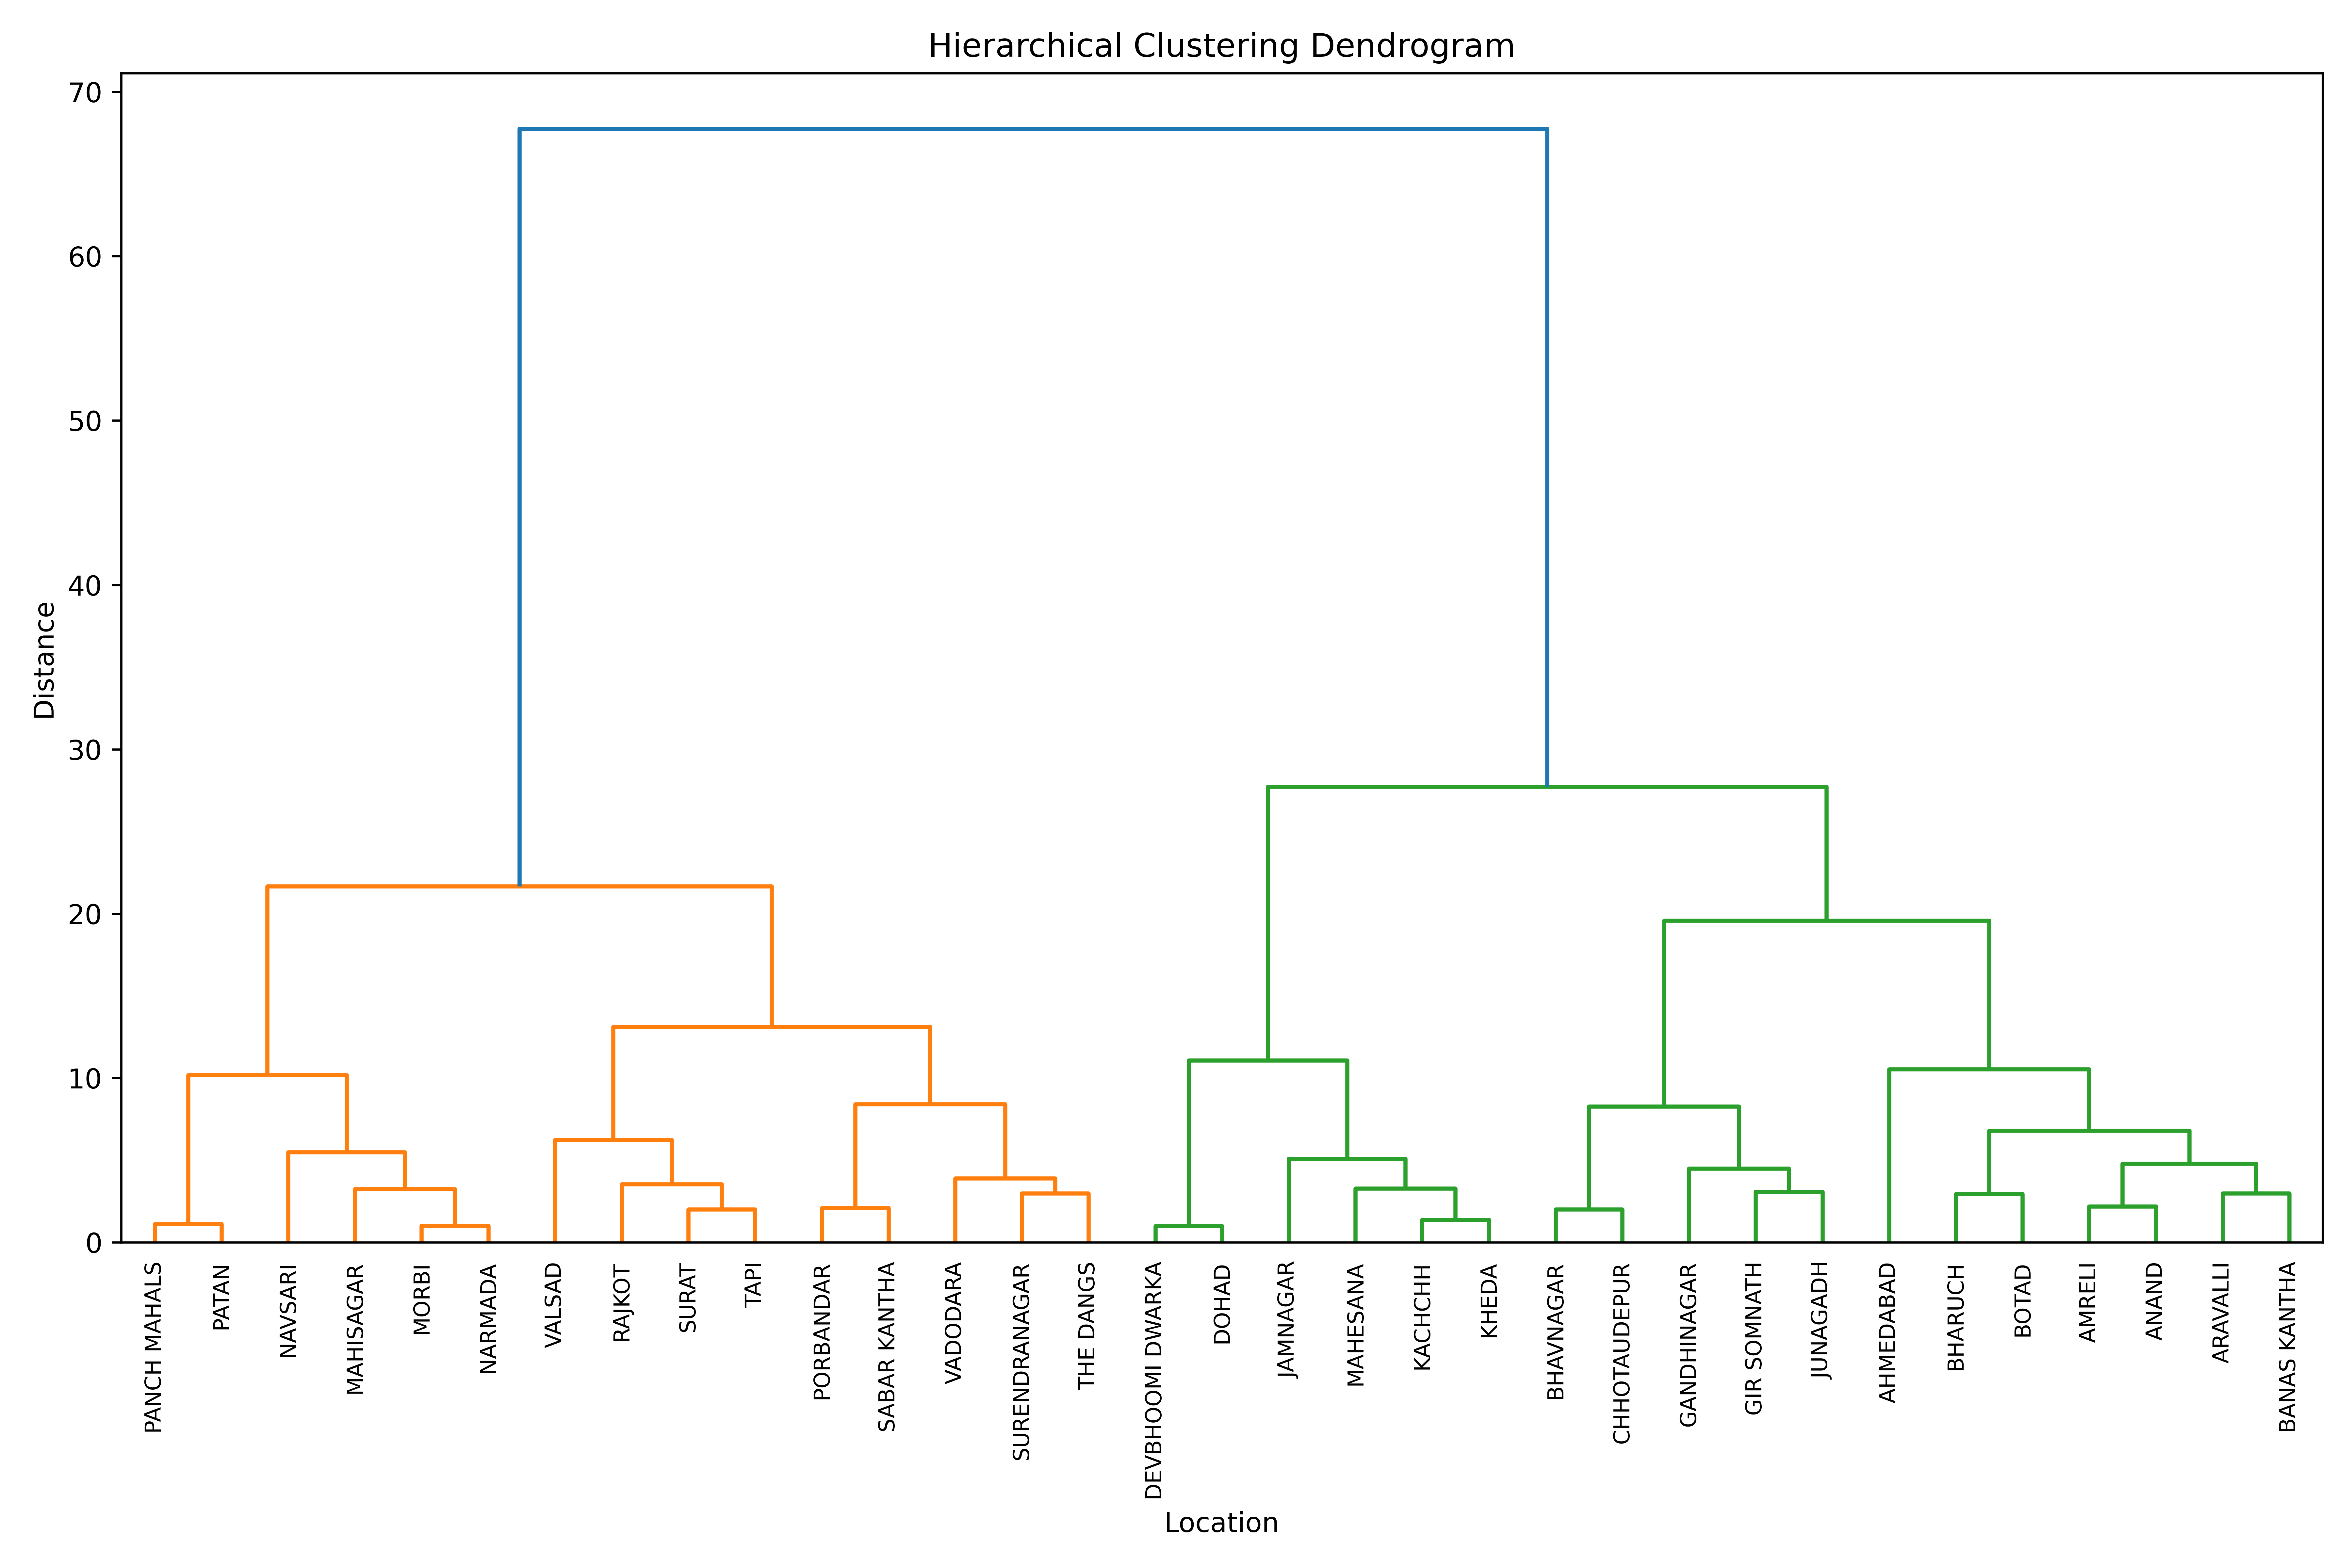 Hierarchical Clustering Dendrogram
70
60
50
40
30
20
10
0
Distance
PANCH MAHALS
PATAN
NAVSARI
MAHISAGAR
MORBI
NARMADA
VALSAD
RAJKOT
SURAT
TAPI
PORBANDAR
SABAR KANTHA
VADODARA
SURENDRANAGAR
THE DANGS
DEVBHOOMI DWARKA
DOHAD
JAMNAGAR
MAHESANA
KACHCHH
KHEDA
BHAVNAGAR
CHHOTAUDEPUR
GANDHINAGAR
GIR SOMNATH
JUNAGADH
AHMEDABAD
BHARUCH
BOTAD
AMRELI
ANAND
ARAVALLI
BANAS KANTHA
Location